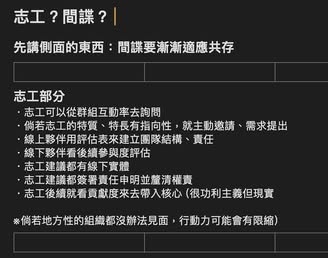 志工？間諜？
先講側面的東西：間諜要漸漸適應共存
志工部分
・志工可以從群組互動率去詢問
・倘若志工的特質、特長有指向性，就主動邀請、需求提出
・線上夥伴用評估表來建立團隊結構、責任
・線下夥伴看後續參與度評估
・志工建議都有線下實體
・志工建議都簽署責任申明並釐清權責
・志工後續就看貢獻度來去帶入核心 (很功利主義但現實
※倘若地方性的組織都沒辦法見面，行動力可能會有限縮）